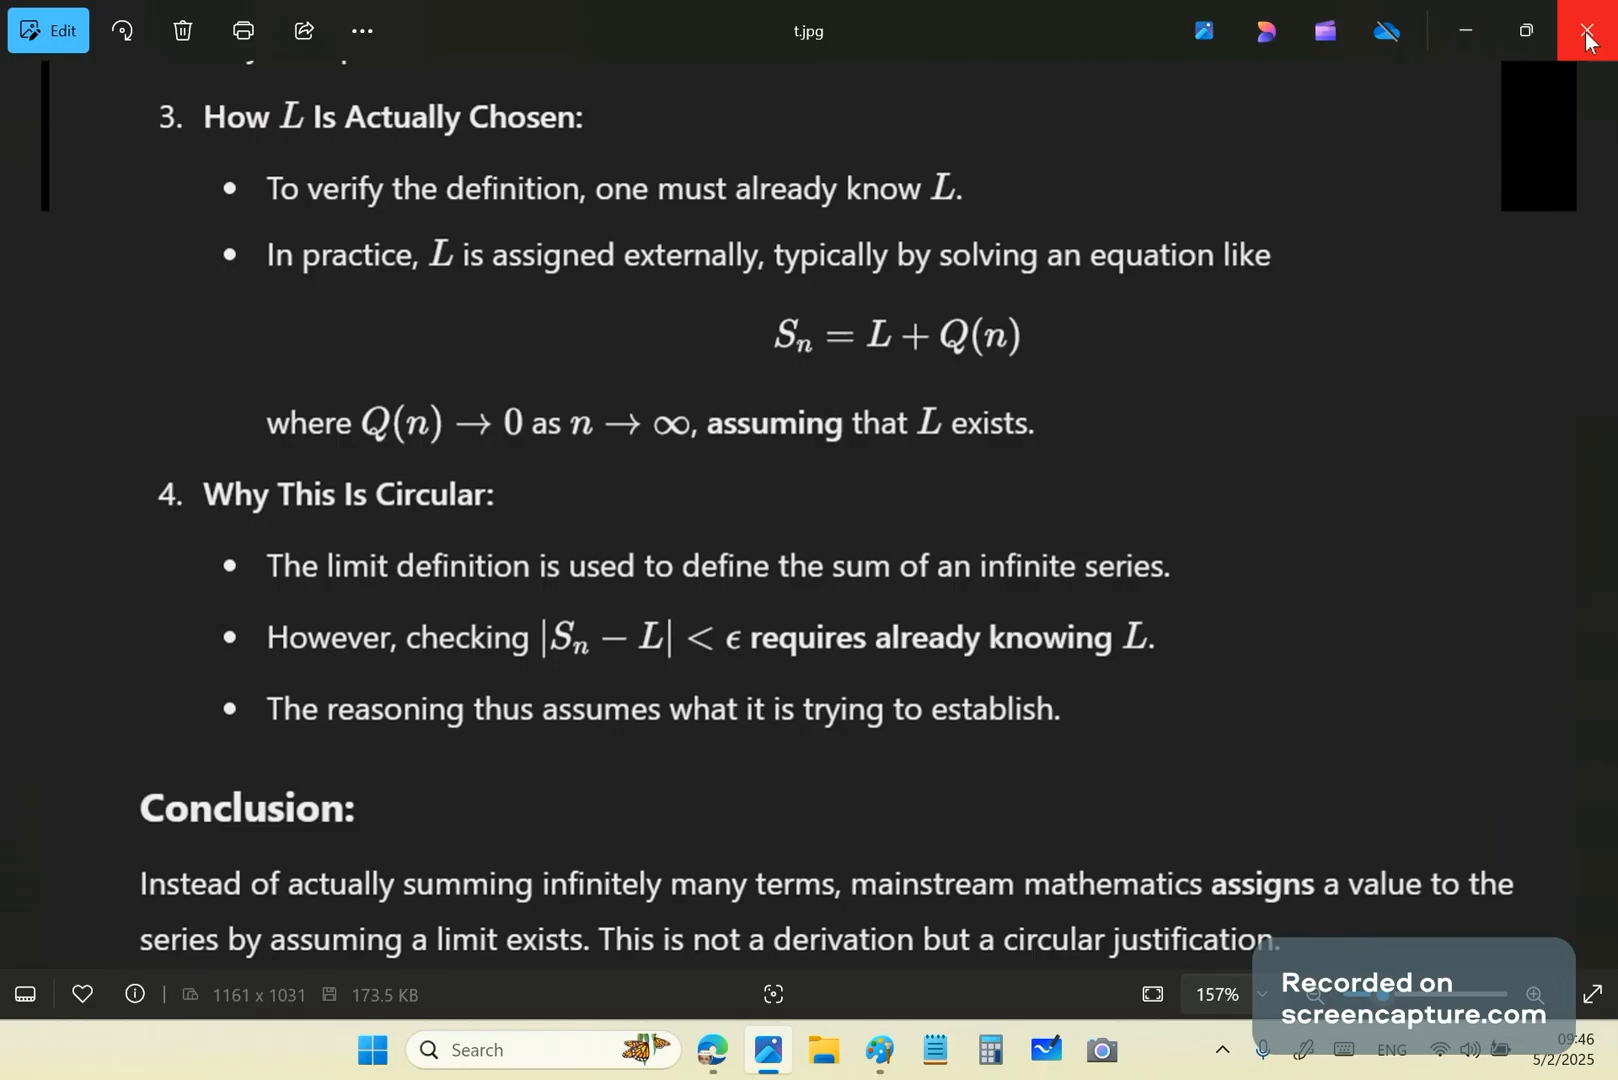 Edit
t.jpg
3. How L Is Actually Chosen:
• To verify the definition, one must already know L.
• In practice, L is assigned externally, typically by solving an equation like
Sₙ = L + Q(n)
where Q(n) → 0 as n → ∞, assuming that L exists.
4. Why This Is Circular:
• The limit definition is used to define the sum of an infinite series.
• However, checking |Sₙ − L| < ϵ requires already knowing L.
• The reasoning thus assumes what it is trying to establish.
Conclusion:
Instead of actually summing infinitely many terms, mainstream mathematics assigns a value to the
series by assuming a limit exists. This is not a derivation but a circular justification.
1161 x 1031 173.5 KB 157%
Recorded on
screencapture.com
Search
ENG
09:46
5/2/2025